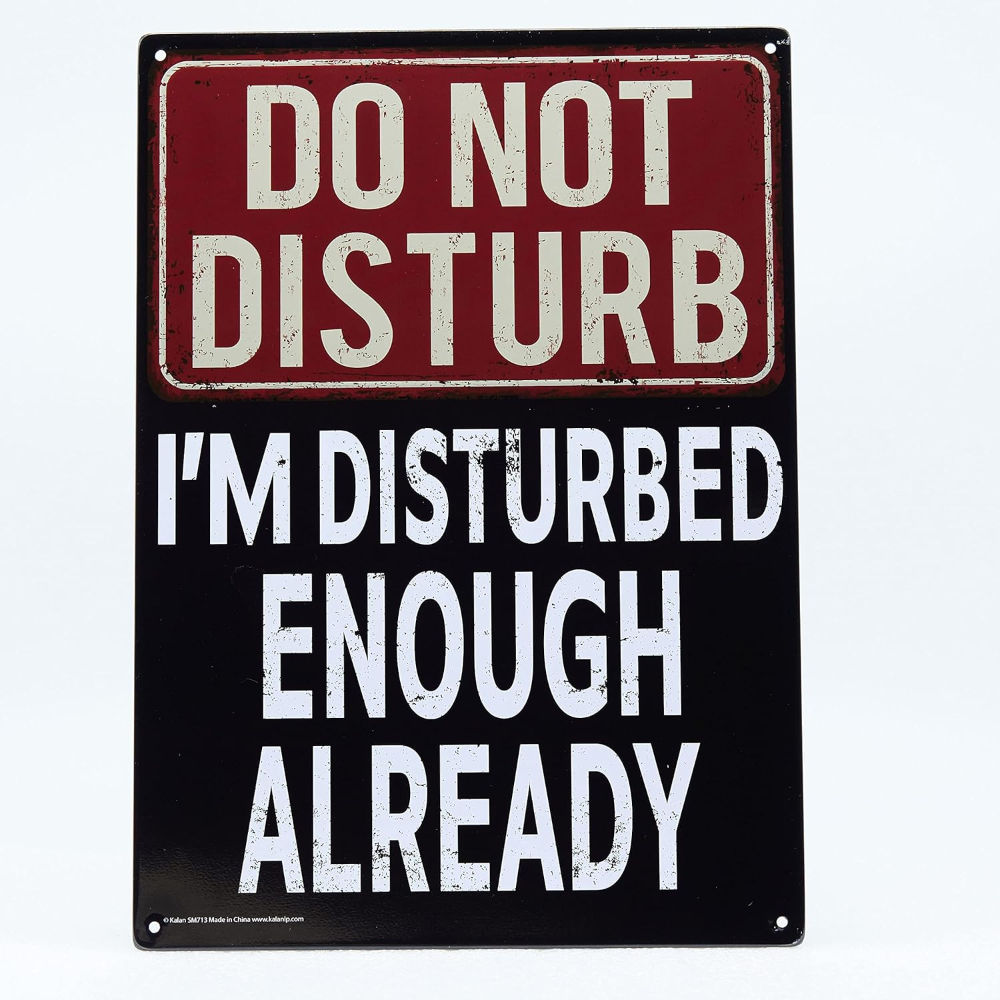 DO NOT
DISTURB
I'M DISTURBED
ENOUGH
ALREADY
© Kalan SM713 Made in China www.kalanlp.com